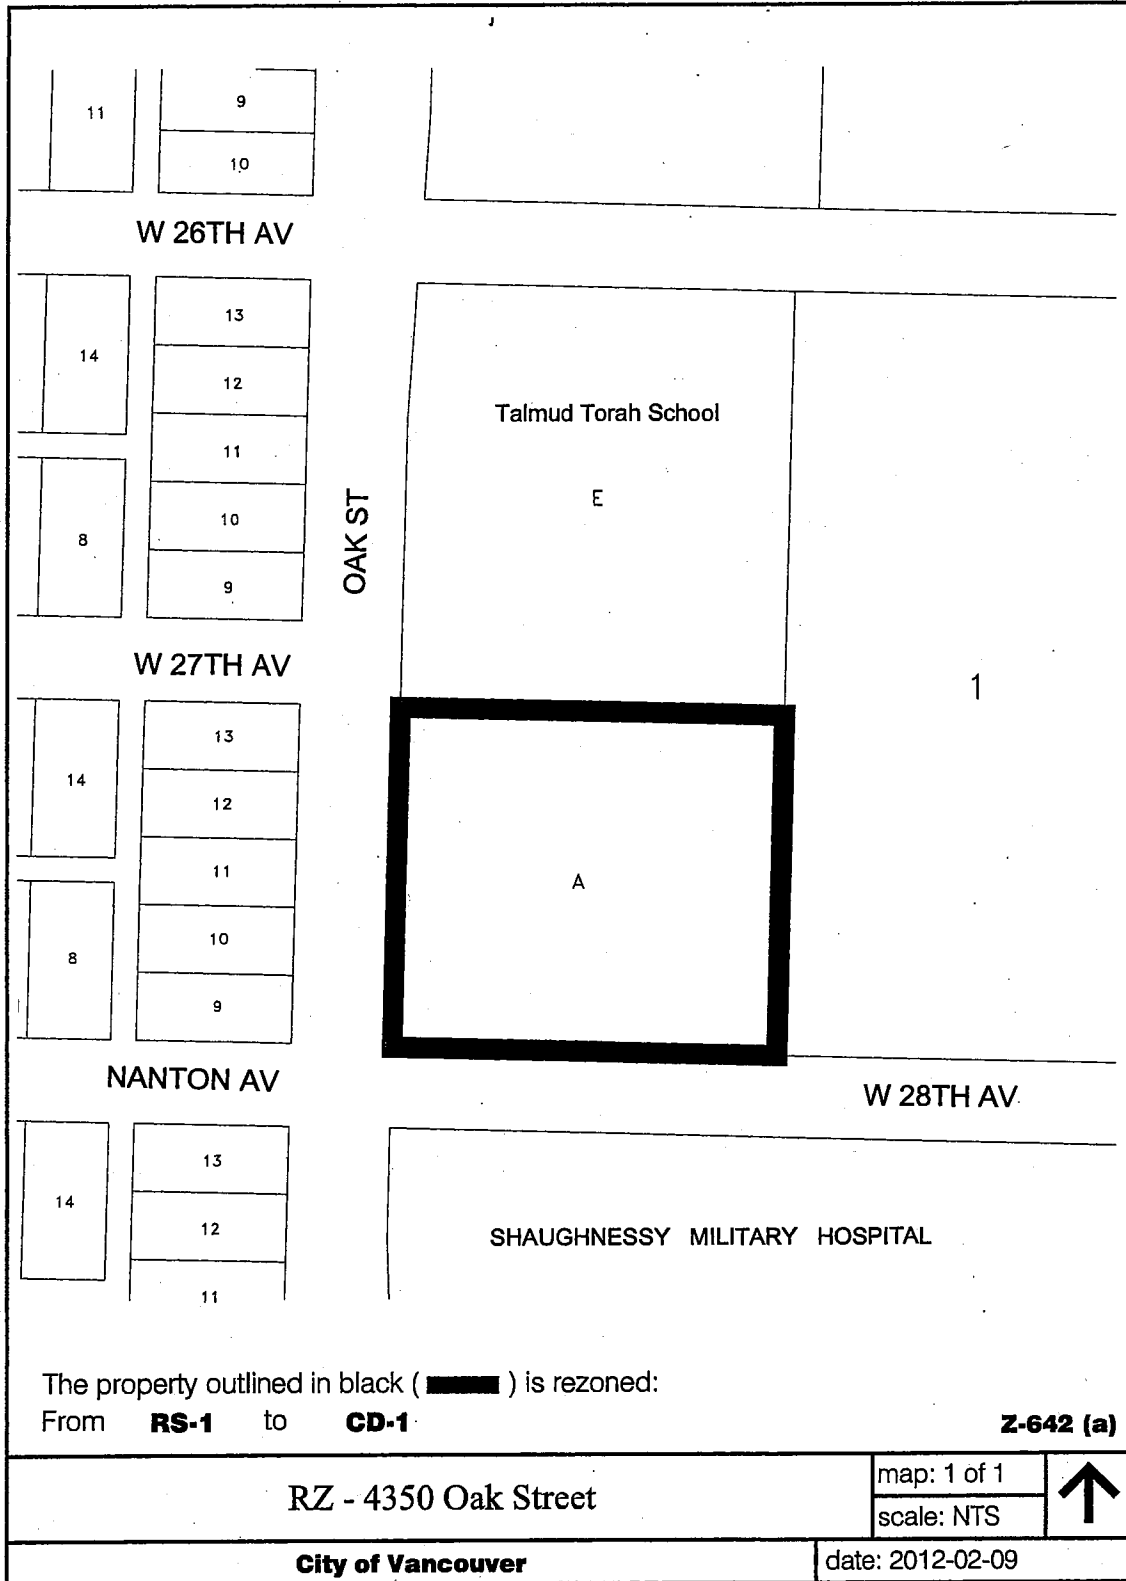 11
9
10
W 26TH AV
14
13
12
Talmud Torah School
11
E
10
8
OAK ST
9
W 27TH AV
1
13
14
12
11
A
10
8
9
NANTON AV
W 28TH AV
13
14
12
SHAUGHNESSY MILITARY HOSPITAL
11
The property outlined in black ( ) is rezoned:
From RS-1 to CD-1
Z-642 (a)
RZ - 4350 Oak Street
map: 1 of 1
scale: NTS
City of Vancouver
date: 2012-02-09